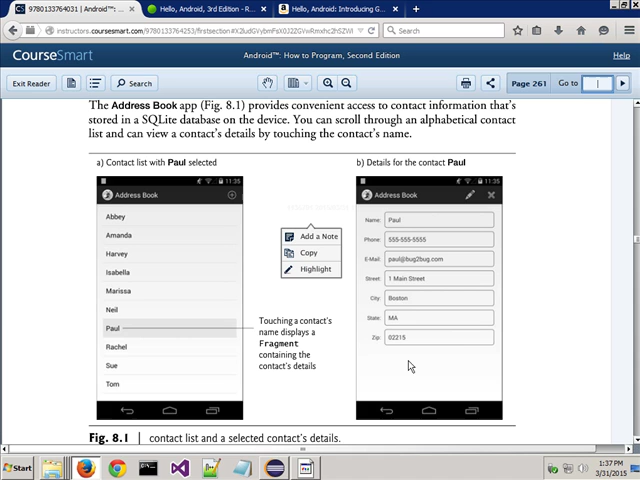 9780133764031 | Android™:...
Hello, Android, 3rd Edition - R...
Hello, Android: Introducing G...
Search
CourseSmart
Android™: How to Program, Second Edition
Help
Exit Reader
Search
Page 261
Go to
The Address Book app (Fig. 8.1) provides convenient access to contact information that's
stored in a SQLite database on the device. You can scroll through an alphabetical contact
list and can view a contact's details by touching the contact's name.
a) Contact list with Paul selected
b) Details for the contact Paul
11:35
Address Book
Abbey
Amanda
Harvey
Isabella
Marissa
Neil
Paul
Rachel
Sue
Tom
Add a Note
Copy
Highlight
Touching a contact's
name displays a
Fragment
containing the
contact's details
11:35
Address Book
Name: Paul
Phone: 555-555-5555
E-Mail: paul@bug2bug.com
Street: 1 Main Street
City: Boston
State: MA
Zip: 02215
Fig. 8.1 | contact list and a selected contact's details.
Start
1:37 PM
3/31/2015